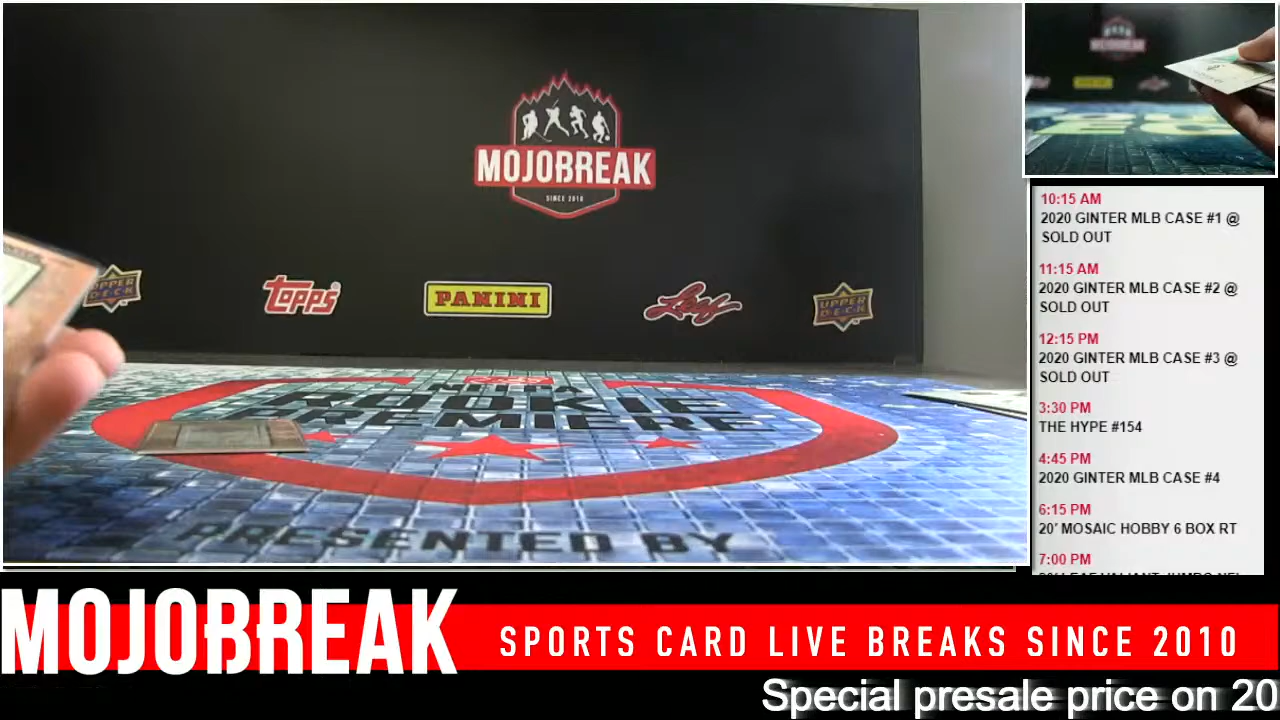 MOJOBREAK
SINCE 2010
UPPER DECK
topps
PANINI
Leaf
UPPER DECK
NFLPA
ROOKIE
PREMIERE
PRESENTED BY
MOJOBREAK
10:15 AM
2020 GINTER MLB CASE #1 @
SOLD OUT
11:15 AM
2020 GINTER MLB CASE #2 @
SOLD OUT
12:15 PM
2020 GINTER MLB CASE #3 @
SOLD OUT
3:30 PM
THE HYPE #154
4:45 PM
2020 GINTER MLB CASE #4
6:15 PM
20' MOSAIC HOBBY 6 BOX RT
7:00 PM
MOJOBREAK
SPORTS CARD LIVE BREAKS SINCE 2010
Special presale price on 20